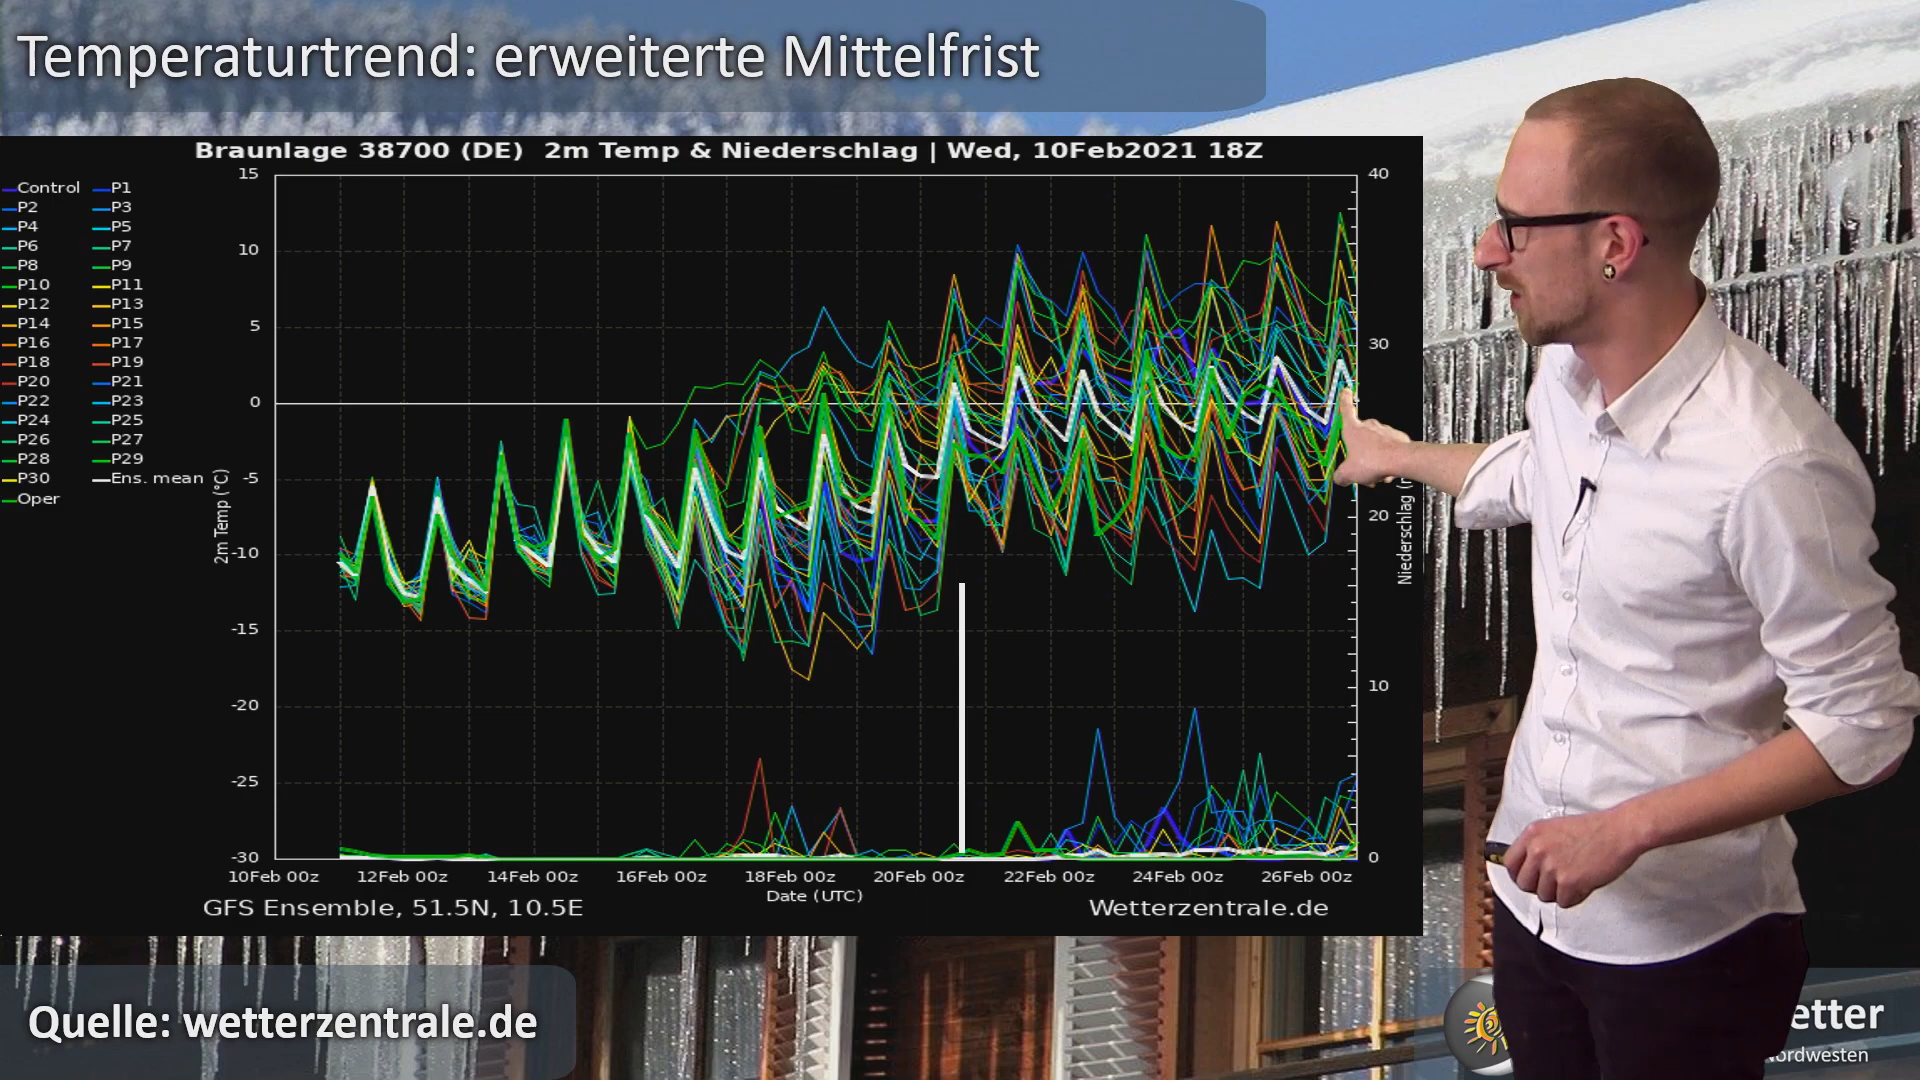 Temperaturtrend: erweiterte Mittelfrist
Braunlage 38700 (DE) 2m Temp & Niederschlag | Wed, 10Feb2021 18Z
Control P1
P2 P3
P4 P5
P6 P7
P8 P9
P10 P11
P12 P13
P14 P15
P16 P17
P18 P19
P20 P21
P22 P23
P24 P25
P26 P27
P28 P29
P30 Ens. mean
Oper
2m Temp (°C)
15
10
5
0
-5
-10
-15
-20
-25
-30
40
30
20
10
0
Niederschlag
10Feb 00z 12Feb 00z 14Feb 00z 16Feb 00z 18Feb 00z 20Feb 00z 22Feb 00z 24Feb 00z 26Feb 00z
Date (UTC)
GFS Ensemble, 51.5N, 10.5E
Wetterzentrale.de
Quelle: wetterzentrale.de
etter
ordwesten